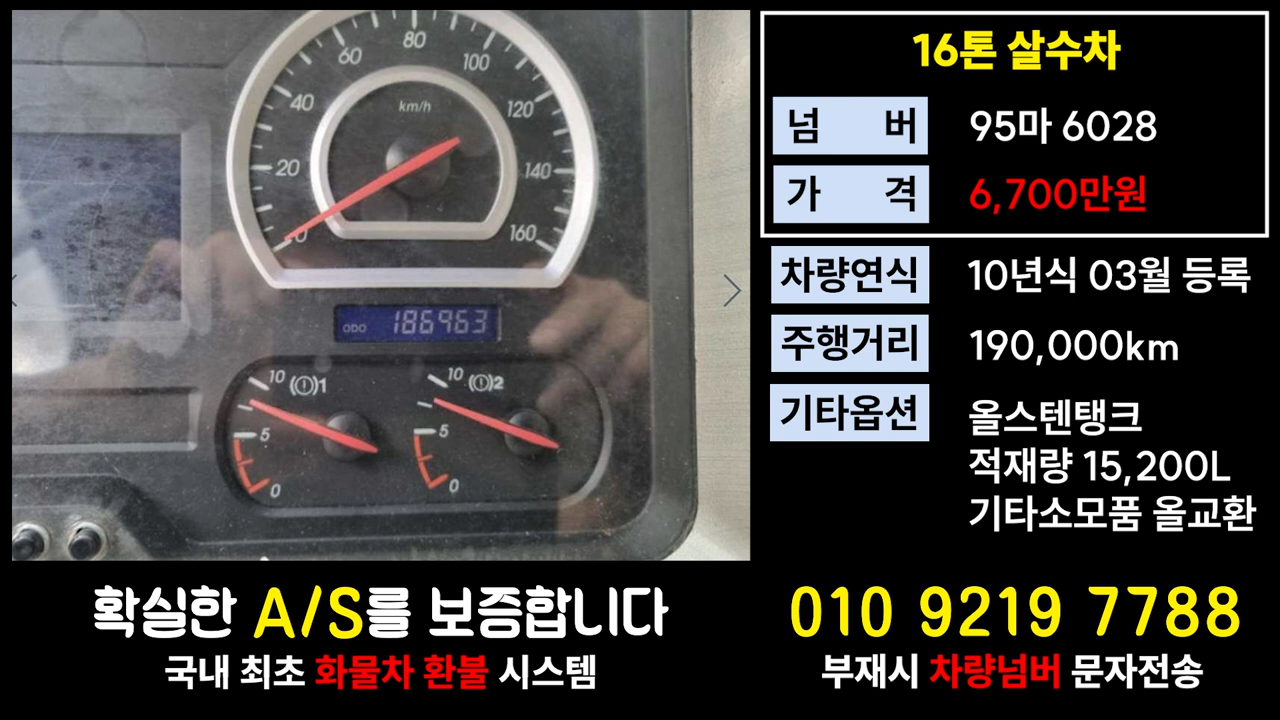 16톤 살수차
넘 버 95마 6028
가 격 6,700만원
차량연식 10년식 03월 등록
주행거리 190,000km
기타옵션 올스텐탱크
적재량 15,200L
기타소모품 올교환
80
60 100
40 120
km/h
20 140
0 160
ODO 186963
10 (!)1 10 (!)2
5 5
0 0
확실한 A/S를 보증합니다
국내 최초 화물차 환불 시스템
010 9219 7788
부재시 차량넘버 문자전송